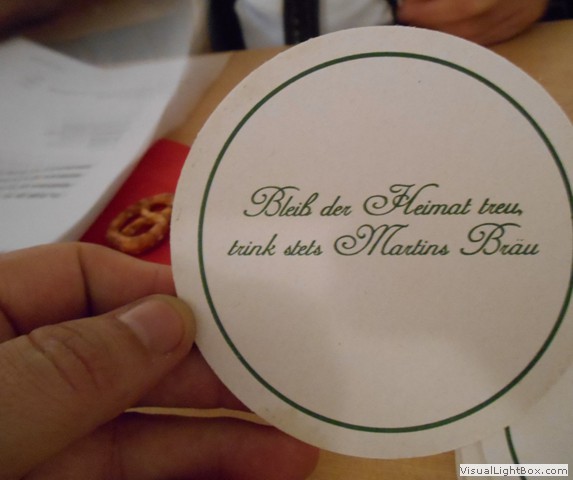 Bleib der Heimat treu,
trink stets Martins Bräu
VisualLightBox.com